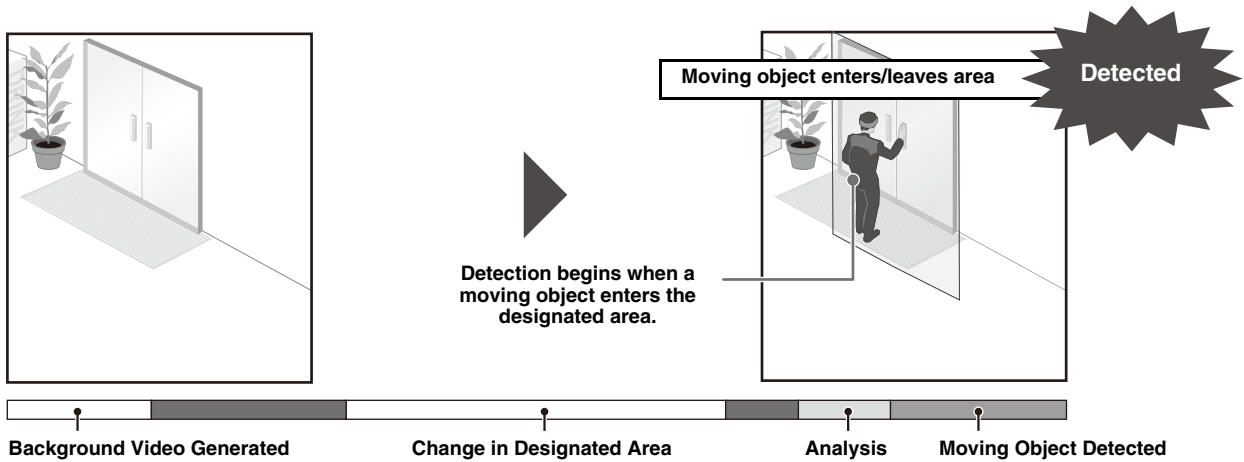 Moving object enters/leaves area
Detected
Detection begins when a
moving object enters the
designated area.
Background Video Generated
Change in Designated Area
Analysis
Moving Object Detected